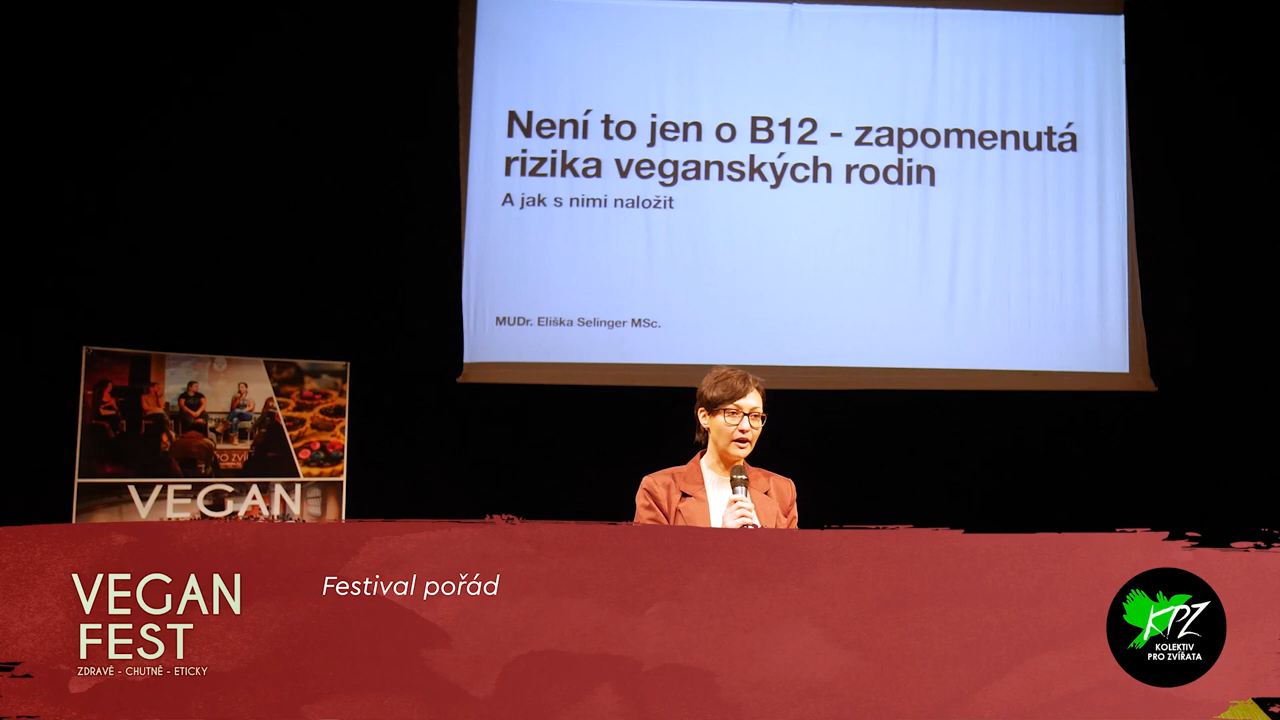 Není to jen o B12 - zapomenutá
rizika veganských rodin
A jak s nimi naložit
MUDr. Eliška Selinger MSc.
VEGAN
VEGAN
FEST
ZDRAVĚ - CHUTNĚ - ETICKY
Festival pořád
KPZ
KOLEKTIV
PRO ZVÍŘATA